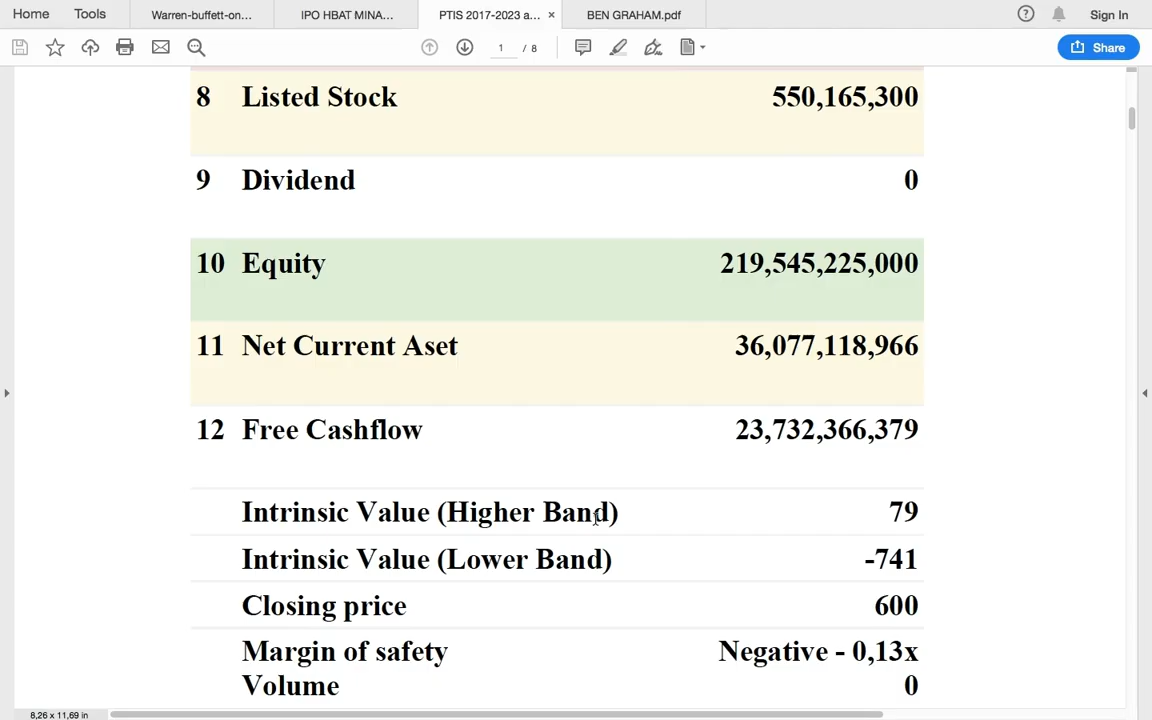 Home Tools Warren-buffett-on... IPO HBAT MINA... PTIS 2017-2023 a... × BEN GRAHAM.pdf Sign In
1 / 8 Share
8 Listed Stock 550,165,300
9 Dividend 0
10 Equity 219,545,225,000
11 Net Current Aset 36,077,118,966
12 Free Cashflow 23,732,366,379
Intrinsic Value (Higher Band) 79
Intrinsic Value (Lower Band) -741
Closing price 600
Margin of safety Negative - 0,13x
Volume 0
8,26 x 11,69 in